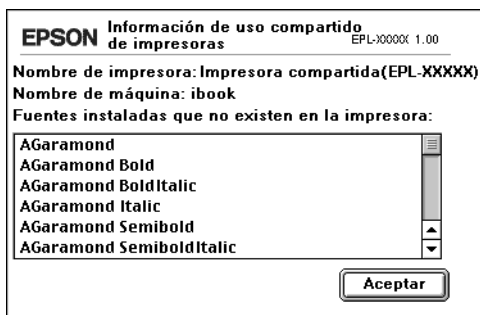 EPSON Información de uso compartido
de impresoras
EPL-XXXXX 1.00
Nombre de impresora: Impresora compartida(EPL-XXXXX)
Nombre de máquina: ibook
Fuentes instaladas que no existen en la impresora:
AGaramond
AGaramond Bold
AGaramond BoldItalic
AGaramond Italic
AGaramond Semibold
AGaramond SemiboldItalic
Aceptar